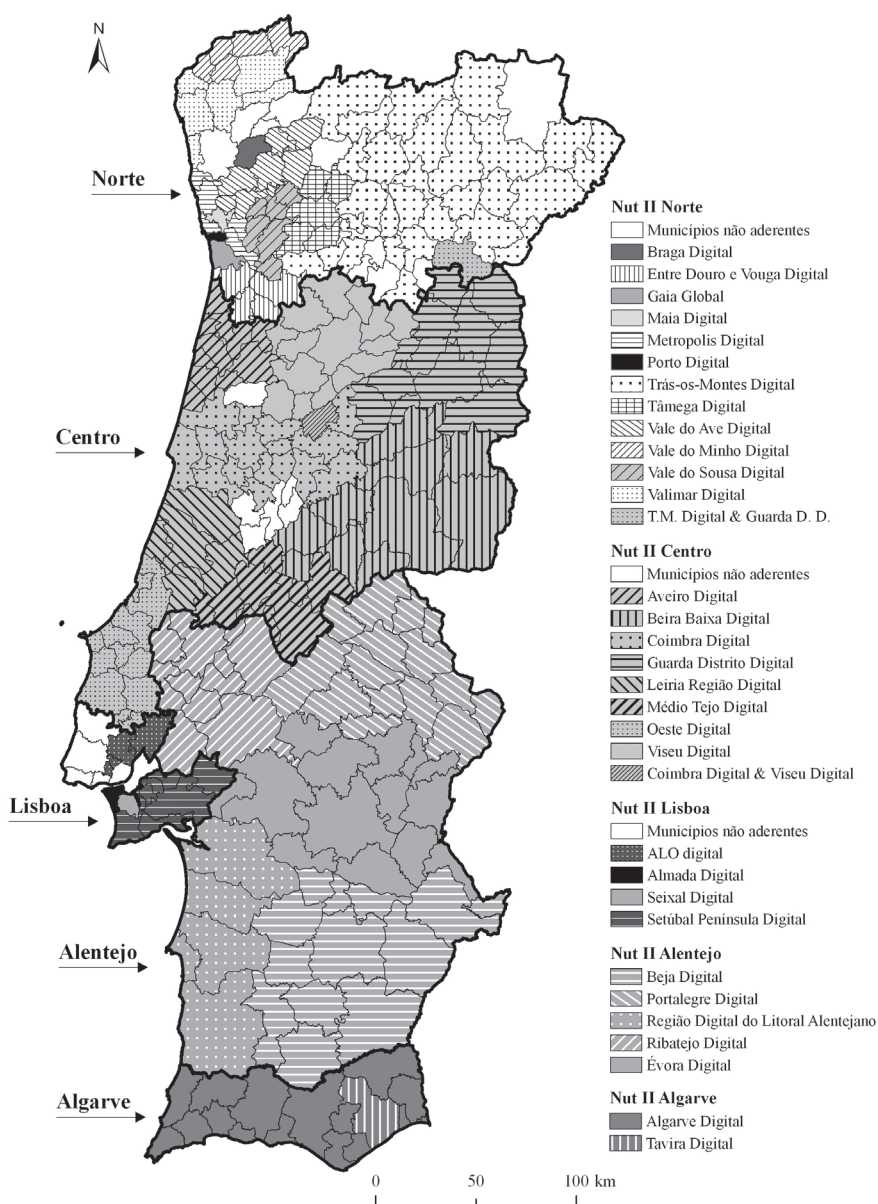 N
Norte
Centro
Lisboa
Alentejo
Algarve
Nut II Norte
Municípios não aderentes
Braga Digital
Entre Douro e Vouga Digital
Gaia Global
Maia Digital
Metropolis Digital
Porto Digital
Trás-os-Montes Digital
Tâmega Digital
Vale do Ave Digital
Vale do Minho Digital
Vale do Sousa Digital
Valimar Digital
T.M. Digital & Guarda D. D.
Nut II Centro
Municípios não aderentes
Aveiro Digital
Beira Baixa Digital
Coimbra Digital
Guarda Distrito Digital
Leiria Região Digital
Médio Tejo Digital
Oeste Digital
Viseu Digital
Coimbra Digital & Viseu Digital
Nut II Lisboa
Municípios não aderentes
ALO digital
Almada Digital
Seixal Digital
Setúbal Península Digital
Nut II Alentejo
Beja Digital
Portalegre Digital
Região Digital do Litoral Alentejano
Ribatejo Digital
Évora Digital
Nut II Algarve
Algarve Digital
Tavira Digital
0 50 100 km